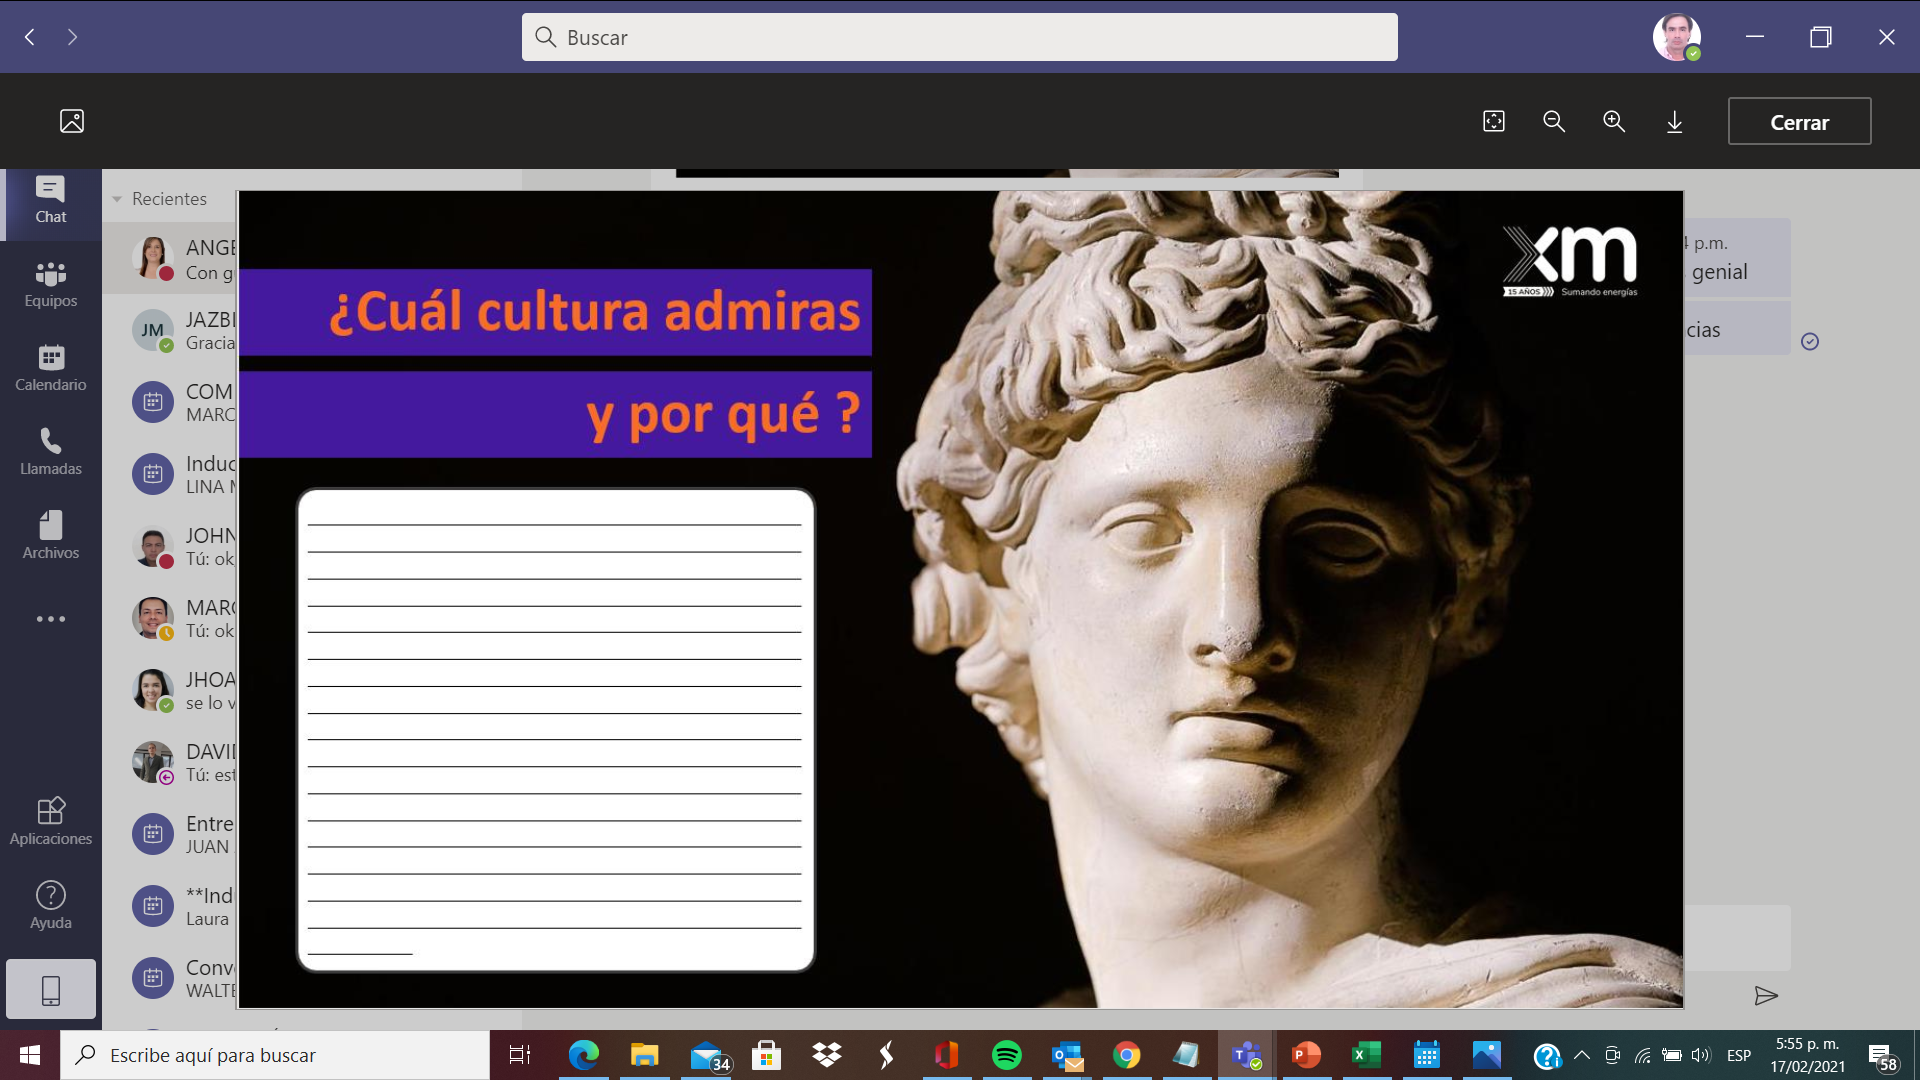 Buscar
Cerrar
Chat
Equipos
Calendario
Llamadas
Archivos
Aplicaciones
Ayuda
Recientes
ANGE
Con g
JM
JAZBI
Gracia
COM
MARC
Induc
LINA M
JOHN
Tú: ok
MARC
Tú: ok
JHOA
se lo v
DAVID
Tú: est
Entre
JUAN
**Ind
Laura
Conv
WALTE
¿Cuál cultura admiras
y por qué ?
xm
15 AÑOS
Sumando energías
4 p.m.
genial
cias
Escribe aquí para buscar
34
ESP
5:55 p. m.
17/02/2021
58